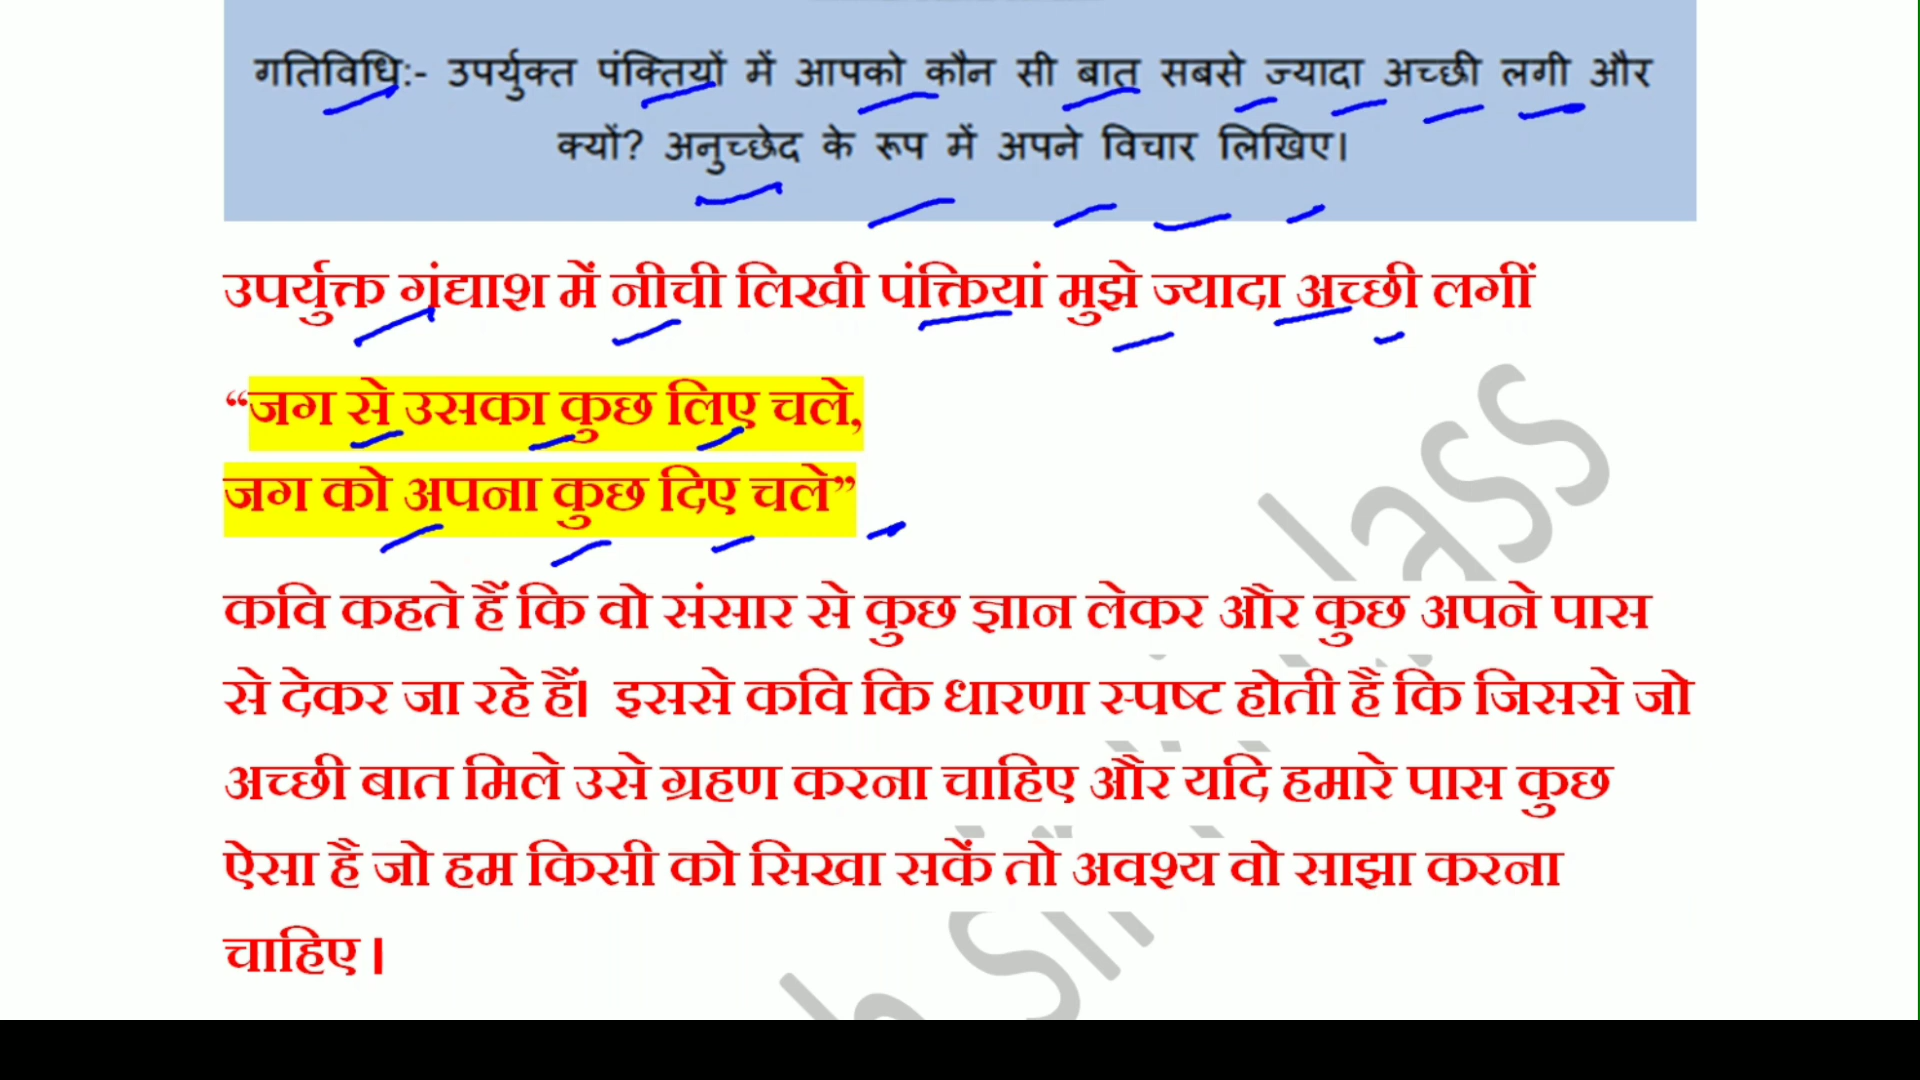 गतिविधि:- उपर्युक्त पंक्तियों में आपको कौन सी बात सबसे ज्यादा अच्छी लगी और
क्यों? अनुच्छेद के रूप में अपने विचार लिखिए।
उपर्युक्त गंद्याश में नीची लिखी पंक्तियां मुझे ज्यादा अच्छी लगीं
“जग से उसका कुछ लिए चले,
जग को अपना कुछ दिए चले”
कवि कहते हैं कि वो संसार से कुछ ज्ञान लेकर और कुछ अपने पास
से देकर जा रहे हैं। इससे कवि कि धारणा स्पष्ट होती है कि जिससे जो
अच्छी बात मिले उसे ग्रहण करना चाहिए और यदि हमारे पास कुछ
ऐसा है जो हम किसी को सिखा सकें तो अवश्य वो साझा करना
चाहिए।